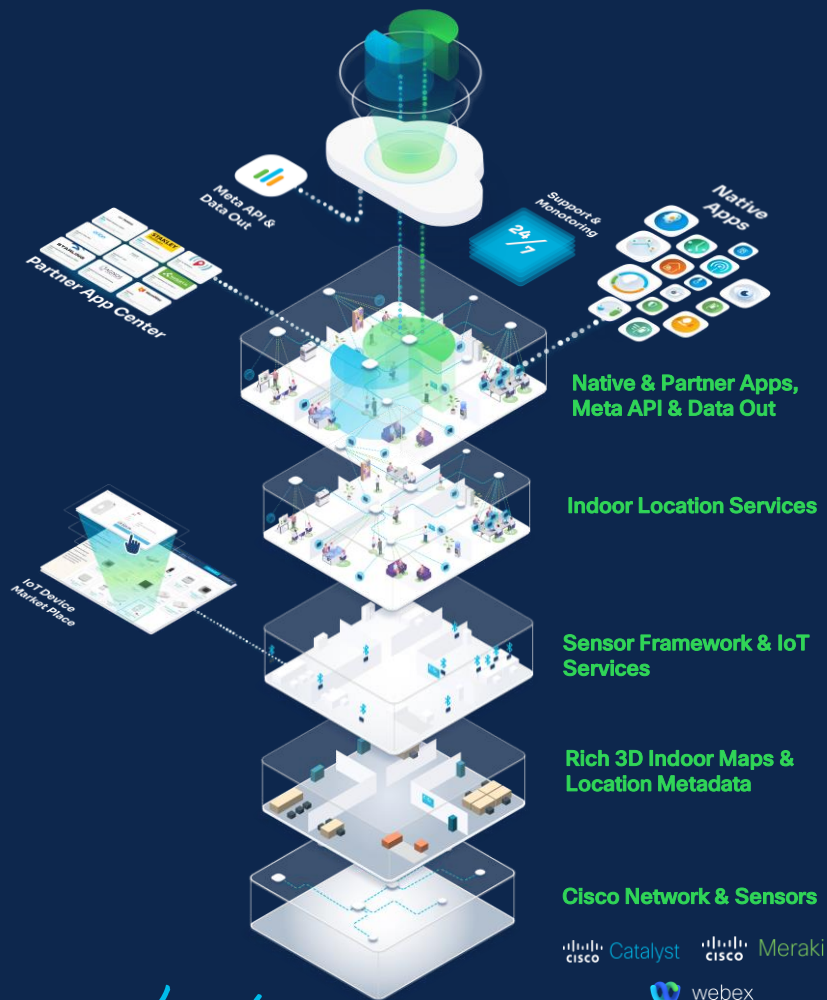 Meta API &
Data Out
Support &
Monotoring
24/7
Native
Apps
STANLEY
Partner App Center
Native & Partner Apps,
Meta API & Data Out
Indoor Location Services
IoT Device
Market Place
Sensor Framework & IoT
Services
Rich 3D Indoor Maps &
Location Metadata
Cisco Network & Sensors
CISCO Catalyst
CISCO Meraki
webex